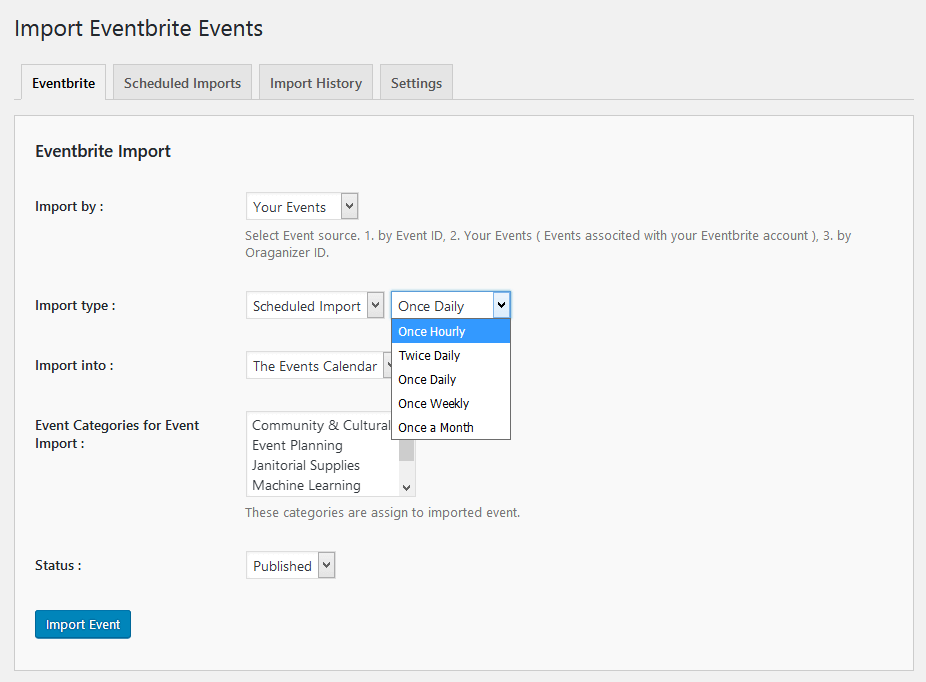 Import Eventbrite Events
Eventbrite Scheduled Imports Import History Settings
Eventbrite Import
Import by : Your Events
Select Event source. 1. by Event ID, 2. Your Events ( Events associted with your Eventbrite account ), 3. by
Oraganizer ID.
Import type : Scheduled Import Once Daily
Once Hourly
Twice Daily
Once Daily
Once Weekly
Once a Month
Import into : The Events Calendar
Event Categories for Event
Import :
Community & Cultural
Event Planning
Janitorial Supplies
Machine Learning
These categories are assign to imported event.
Status : Published
Import Event